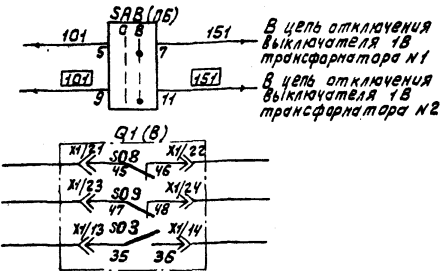 SAB (ПБ)
О В
101 151
5 7
В цепь отключения
выключателя 1В
трансформатора N1
101 151
9 11
В цепь отключения
выключателя 1В
трансформатора N2
Q1 (В)
X1/21 SQ8 X1/22
45 46
X1/23 SQ9 X1/24
47 48
X1/13 SQ3 X1/14
35 36